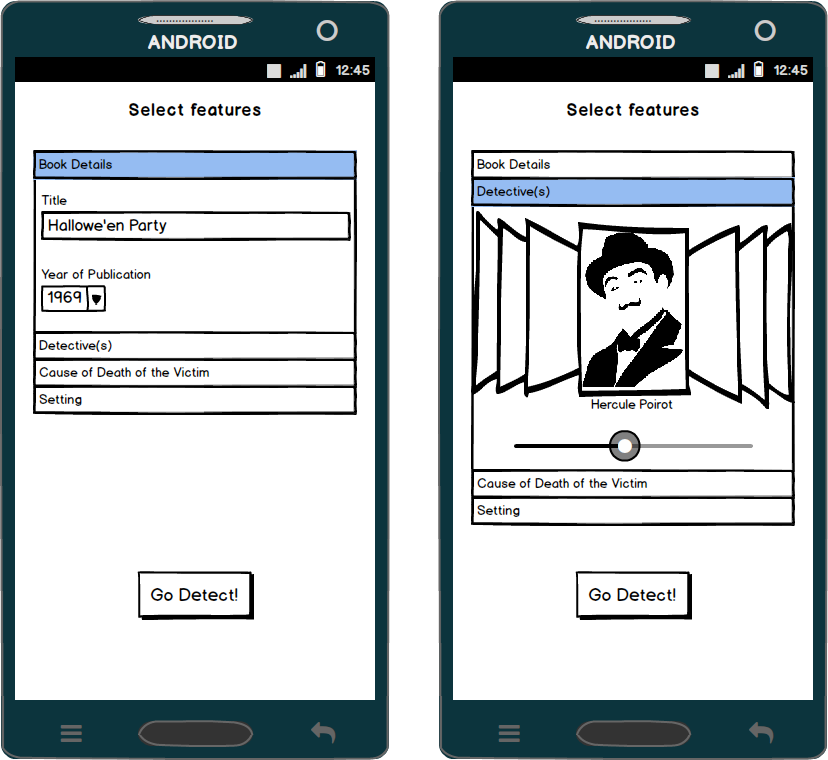 ANDROID
12:45
Select features
Book Details
Title
Hallowe'en Party
Year of Publication
1969
Detective(s)
Cause of Death of the Victim
Setting
Go Detect!
ANDROID
12:45
Select features
Book Details
Detective(s)
Hercule Poirot
Cause of Death of the Victim
Setting
Go Detect!